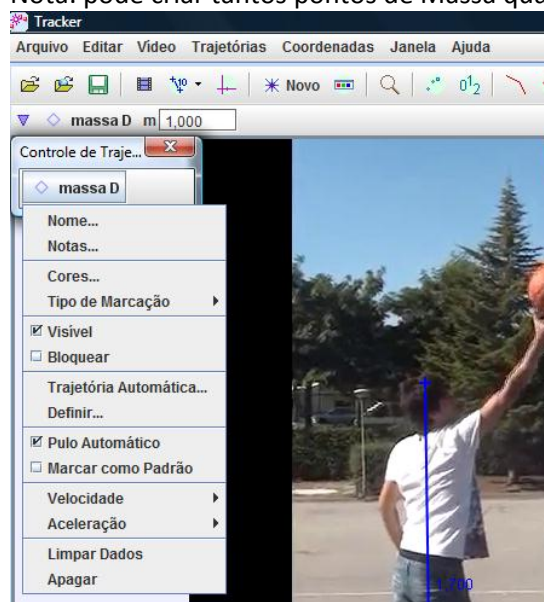 Nota: pode criar tantos pontos de Massa qua
Tracker
Arquivo Editar Vídeo Trajetórias Coordenadas Janela Ajuda
Novo 0¹2
massa D m 1,000
Controle de Traje...
massa D
Nome...
Notas...
Cores...
Tipo de Marcação
Visível
Bloquear
Trajetória Automática...
Definir...
Pulo Automático
Marcar como Padrão
Velocidade
Aceleração
Limpar Dados
Apagar
1,700